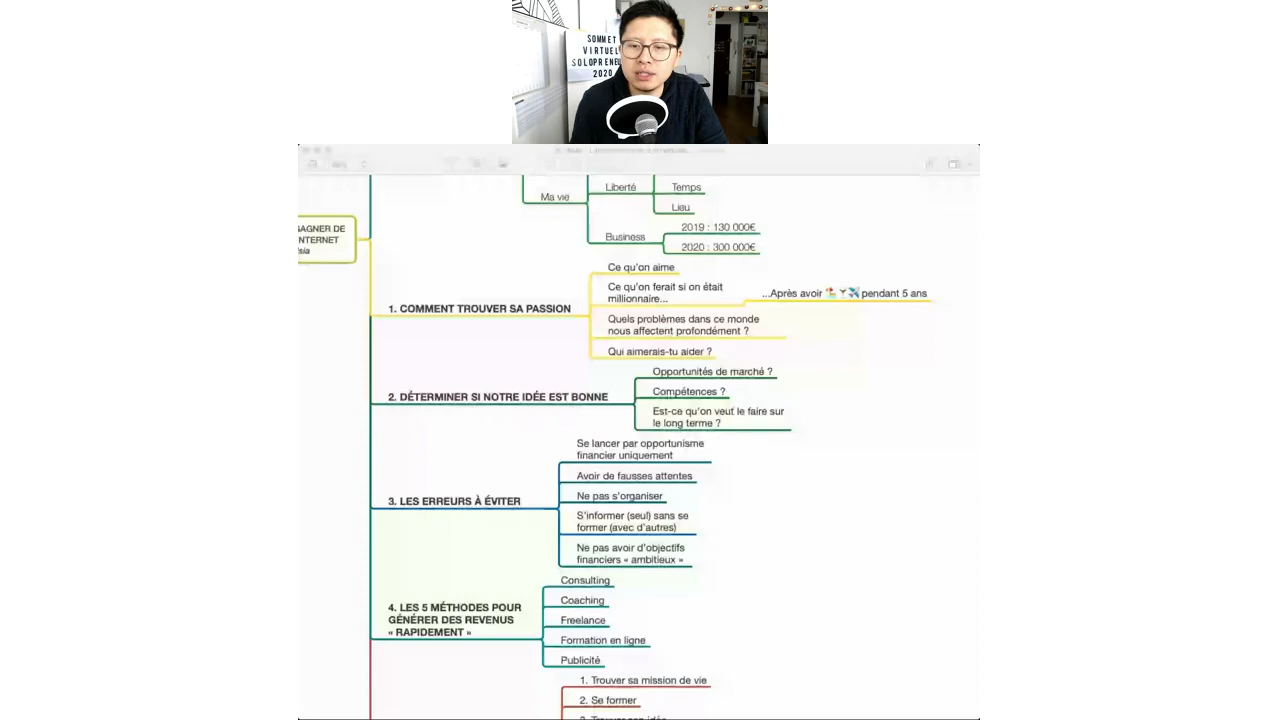 SOMMET
VIRTUEL
SOLOPRENEU
2020
Ma vie
Liberté
Temps
Lieu
Business
2019 : 130 000€
2020 : 300 000€
GAGNER DE
INTERNET
1. COMMENT TROUVER SA PASSION
Ce qu'on aime
Ce qu'on ferait si on était
millionnaire...
...Après avoir 🏖️🍸✈️ pendant 5 ans
Quels problèmes dans ce monde
nous affectent profondément ?
Qui aimerais-tu aider ?
2. DÉTERMINER SI NOTRE IDÉE EST BONNE
Opportunités de marché ?
Compétences ?
Est-ce qu'on veut le faire sur
le long terme ?
3. LES ERREURS À ÉVITER
Se lancer par opportunisme
financier uniquement
Avoir de fausses attentes
Ne pas s'organiser
S'informer (seul) sans se
former (avec d'autres)
Ne pas avoir d'objectifs
financiers « ambitieux »
4. LES 5 MÉTHODES POUR
GÉNÉRER DES REVENUS
« RAPIDEMENT »
Consulting
Coaching
Freelance
Formation en ligne
Publicité
1. Trouver sa mission de vie
2. Se former
3. Trouver son idée